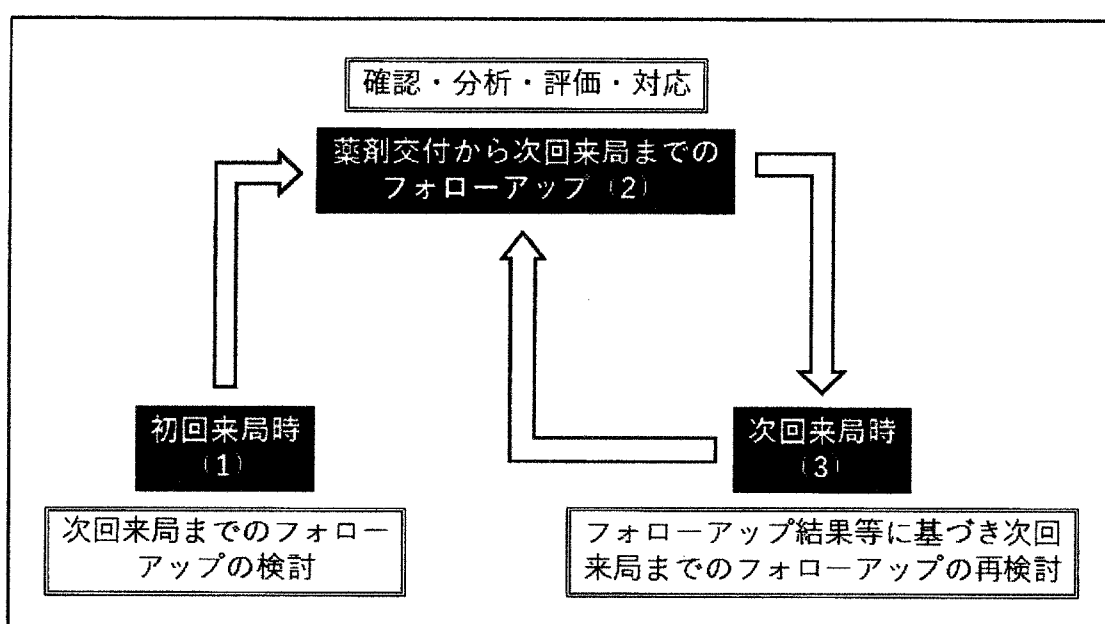 確認・分析・評価・対応
薬剤交付から次回来局までの
フォローアップ（2）
初回来局時
（1）
次回来局までのフォロー
アップの検討
次回来局時
（3）
フォローアップ結果等に基づき次回
来局までのフォローアップの再検討